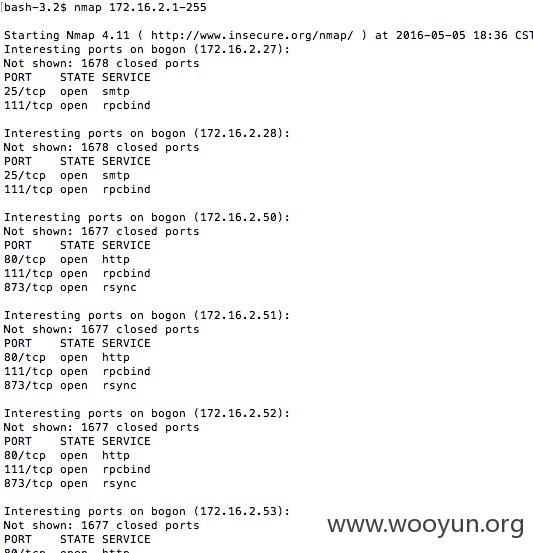 [bash-3.2$ nmap 172.16.2.1-255
Starting Nmap 4.11 ( http://www.insecure.org/nmap/ ) at 2016-05-05 18:36 CST
Interesting ports on bogon (172.16.2.27):
Not shown: 1678 closed ports
PORT    STATE SERVICE
25/tcp  open  smtp
111/tcp open  rpcbind
Interesting ports on bogon (172.16.2.28):
Not shown: 1678 closed ports
PORT    STATE SERVICE
25/tcp  open  smtp
111/tcp open  rpcbind
Interesting ports on bogon (172.16.2.50):
Not shown: 1677 closed ports
PORT    STATE SERVICE
80/tcp  open  http
111/tcp open  rpcbind
873/tcp open  rsync
Interesting ports on bogon (172.16.2.51):
Not shown: 1677 closed ports
PORT    STATE SERVICE
80/tcp  open  http
111/tcp open  rpcbind
873/tcp open  rsync
Interesting ports on bogon (172.16.2.52):
Not shown: 1677 closed ports
PORT    STATE SERVICE
80/tcp  open  http
111/tcp open  rpcbind
873/tcp open  rsync
Interesting ports on bogon (172.16.2.53):
Not shown: 1677 closed ports
PORT    STATE SERVICE
80/tcp  open  http
www.wooyun.org